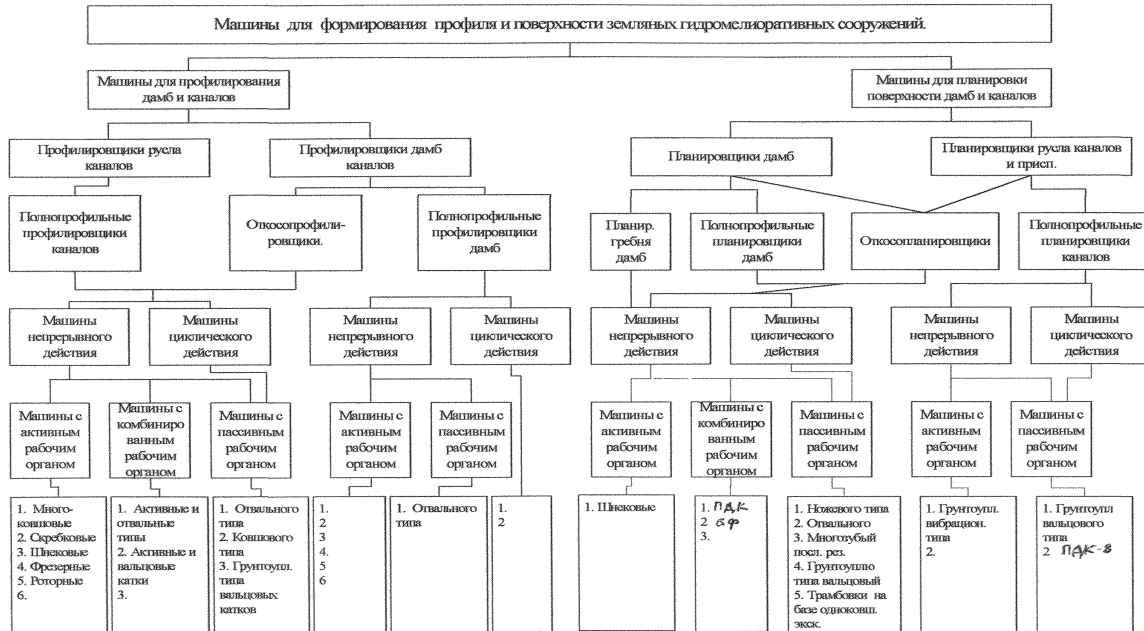 Машины для формирования профиля и поверхности земляных гидромелиоративных сооружений.
Машины для профилирования
дамб и каналов
Машины для планировки
поверхности дамб и каналов
Профилировщики русла
каналов
Профилировщики дамб
каналов
Планировщики дамб
Планировщики русла каналов
и присп.
Полнопрофильные
профилировщики
каналов
Откосопрофили-
ровщики.
Полнопрофильные
профилировщики
дамб
Планир.
гребня
дамб
Полнопрофильные
планировщики
дамб
Откосопланировщики
Полнопрофильные
планировщики
каналов
Машины
непрерывного
действия
Машины
циклического
действия
Машины
непрерывного
действия
Машины
циклического
действия
Машины
непрерывного
действия
Машины
циклического
действия
Машины
непрерывного
действия
Машины
циклического
действия
Машины с
активным
рабочим
органом
Машины с
комбиниро
ванным
рабочим
органом
Машины с
пассивным
рабочим
органом
Машины с
активным
рабочим
органом
Машины с
пассивным
рабочим
органом
Машины с
активным
рабочим
органом
Машины с
комбиниро
ванным
рабочим
органом
Машины с
пассивным
рабочим
органом
Машины с
активным
рабочим
органом
Машины с
пассивным
рабочим
органом
1. Много-
ковшовые
2. Скребковые
3. Шнековые
4. Фрезерные
5. Роторные
6.
1. Активные и
отвальные
типы
2. Активные и
вальцовые
катки
3.
1. Отвального
типа
2. Ковшового
типа
3. Грунтоупл.
типа
вальцовых
катков
1.
2
3
4.
5
6
1. Отвального
типа
1.
2
1. Шнековые
1. ПДК
2 БФ
3.
1. Ножевого типа
2. Отвального
3. Многозубый
посл. рез.
4. Грунтоупло
типа вальцовый
5. Трамбовки на
базе одноковш.
экск.
1. Грунтоупл.
вибрацион.
типа
2.
1. Грунтоупл
вальцового
типа
2 ПДК-8